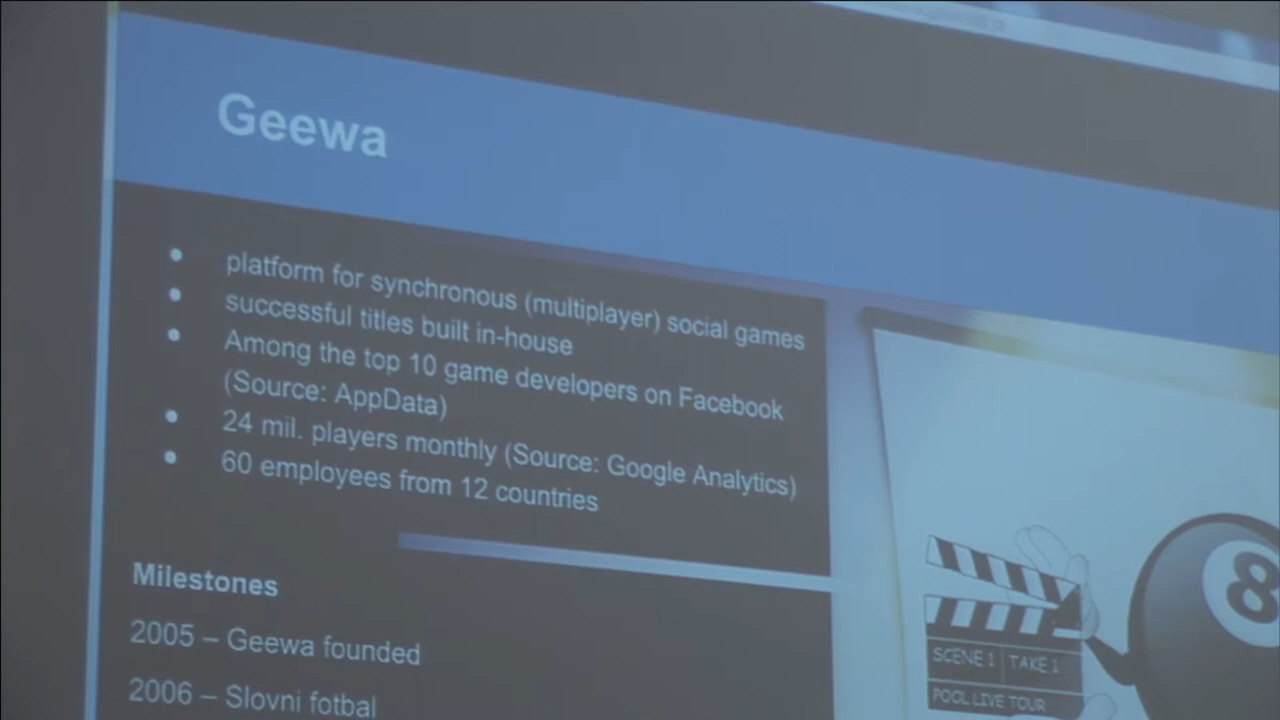 Geewa
platform for synchronous (multiplayer) social games
successful titles built in-house
Among the top 10 game developers on Facebook
(Source: AppData)
24 mil. players monthly (Source: Google Analytics)
60 employees from 12 countries
Milestones
2005 – Geewa founded
2006 – Slovni fotbal
8
SCENE 1 TAKE 1
POOL LIVE TOUR